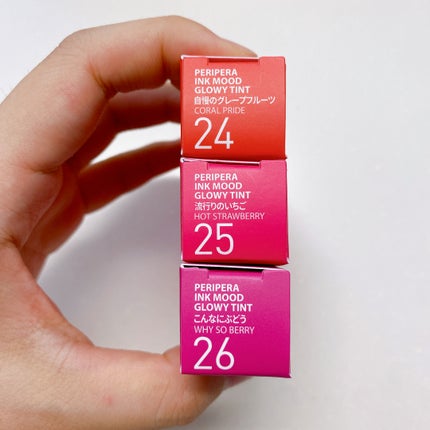 PERIPERA
INK MOOD
GLOWY TINT
自慢のグレープフルーツ
CORAL PRIDE
24
PERIPERA
INK MOOD
GLOWY TINT
流行りのいちご
HOT STRAWBERRY
25
PERIPERA
INK MOOD
GLOWY TINT
こんなにぶどう
WHY SO BERRY
26